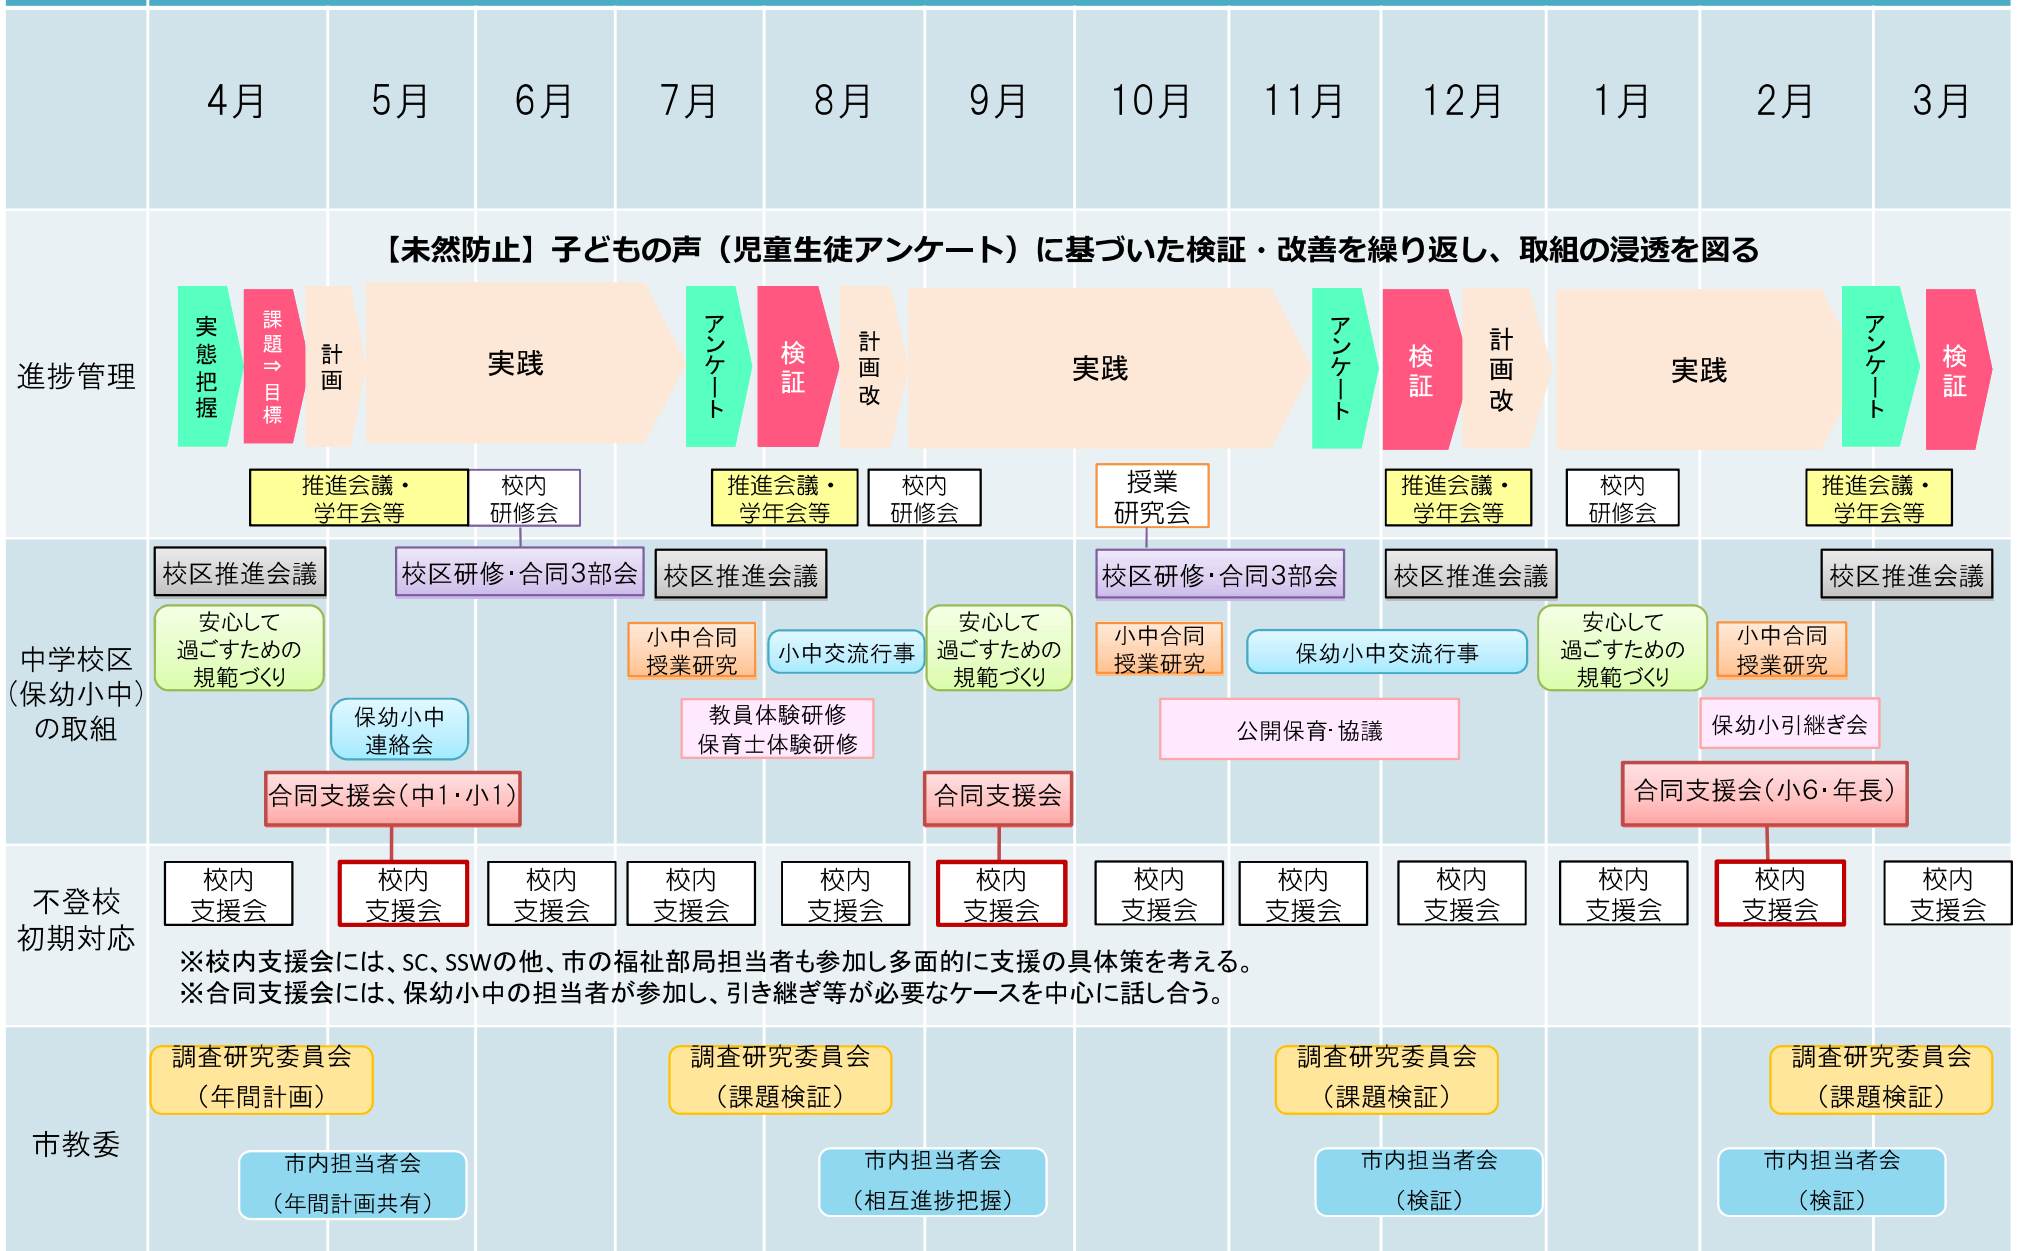 4月
5月
6月
7月
8月
9月
10月
11月
12月
1月
2月
3月
進捗管理
【未然防止】子どもの声（児童生徒アンケート）に基づいた検証・改善を繰り返し、取組の浸透を図る
実態把握
課題⇒目標
計画
実践
アンケート
検証
計画改
実践
アンケート
検証
計画改
実践
アンケート
検証
推進会議・
学年会等
校内
研修会
推進会議・
学年会等
校内
研修会
授業
研究会
推進会議・
学年会等
校内
研修会
推進会議・
学年会等
中学校区
（保幼小中）
の取組
校区推進会議
校区研修・合同3部会
校区推進会議
校区研修・合同3部会
校区推進会議
校区推進会議
安心して
過ごすための
規範づくり
小中合同
授業研究
小中交流行事
安心して
過ごすための
規範づくり
小中合同
授業研究
保幼小中交流行事
安心して
過ごすための
規範づくり
小中合同
授業研究
保幼小中
連絡会
教員体験研修
保育士体験研修
公開保育・協議
保幼小引継ぎ会
合同支援会（中1・小1）
合同支援会
合同支援会（小6・年長）
不登校
初期対応
校内
支援会
校内
支援会
校内
支援会
校内
支援会
校内
支援会
校内
支援会
校内
支援会
校内
支援会
校内
支援会
校内
支援会
校内
支援会
校内
支援会
※校内支援会には、SC、SSWの他、市の福祉部局担当者も参加し多面的に支援の具体策を考える。
※合同支援会には、保幼小中の担当者が参加し、引き継ぎ等が必要なケースを中心に話し合う。
市教委
調査研究委員会
（年間計画）
調査研究委員会
（課題検証）
調査研究委員会
（課題検証）
調査研究委員会
（課題検証）
市内担当者会
（年間計画共有）
市内担当者会
（相互進捗把握）
市内担当者会
（検証）
市内担当者会
（検証）